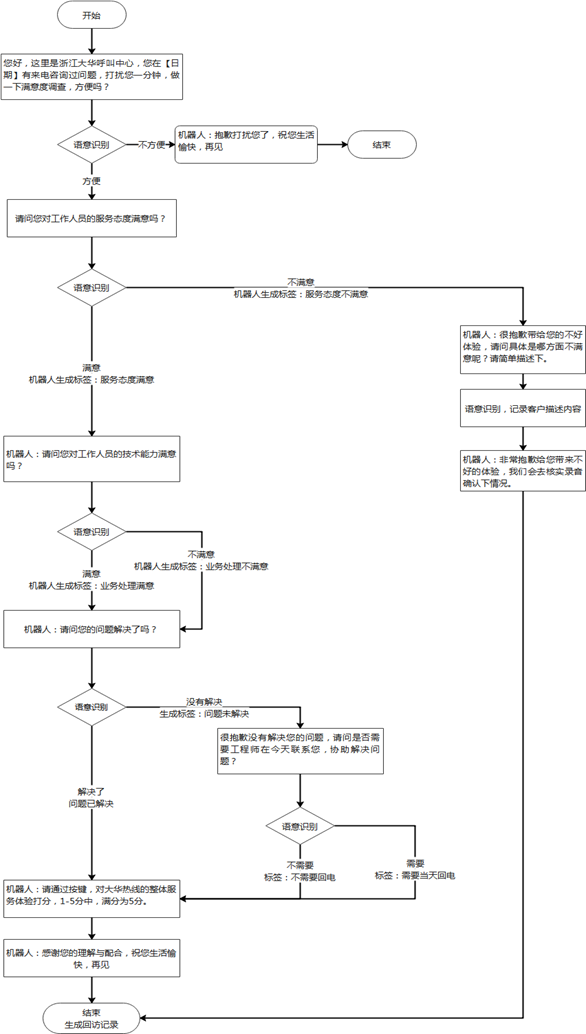 开始
您好，这里是浙江大华呼叫中心，您在【日
期】有来电咨询过问题，打扰您一分钟，做
一下满意度调查，方便吗？
语意识别
不方便
机器人：抱歉打扰您了，祝您生活
愉快，再见
结束
方便
请问您对工作人员的服务态度满意吗？
语意识别
不满意
机器人生成标签：服务态度不满意
机器人：很抱歉带给您的不好
体验，请问具体是哪方面不满
意呢？请简单描述下。
满意
机器人生成标签：服务态度满意
语意识别，记录客户描述内容
机器人：请问您对工作人员的技术能力满意
吗？
机器人：非常抱歉给您带来不
好的体验，我们会去核实录音
确认下情况。
语意识别
不满意
机器人生成标签：业务处理不满意
满意
机器人生成标签：业务处理满意
机器人：请问您的问题解决了吗？
语意识别
没有解决
生成标签：问题未解决
很抱歉没有解决您的问题，请问是否需
要工程师在今天联系您，协助解决问
题？
解决了
问题已解决
语意识别
不需要
标签：不需要回电
需要
标签：需要当天回电
机器人：请通过按键，对大华热线的整体服
务体验打分，1-5分中，满分为5分。
机器人：感谢您的理解与配合，祝您生活愉
快，再见
结束
生成回访记录